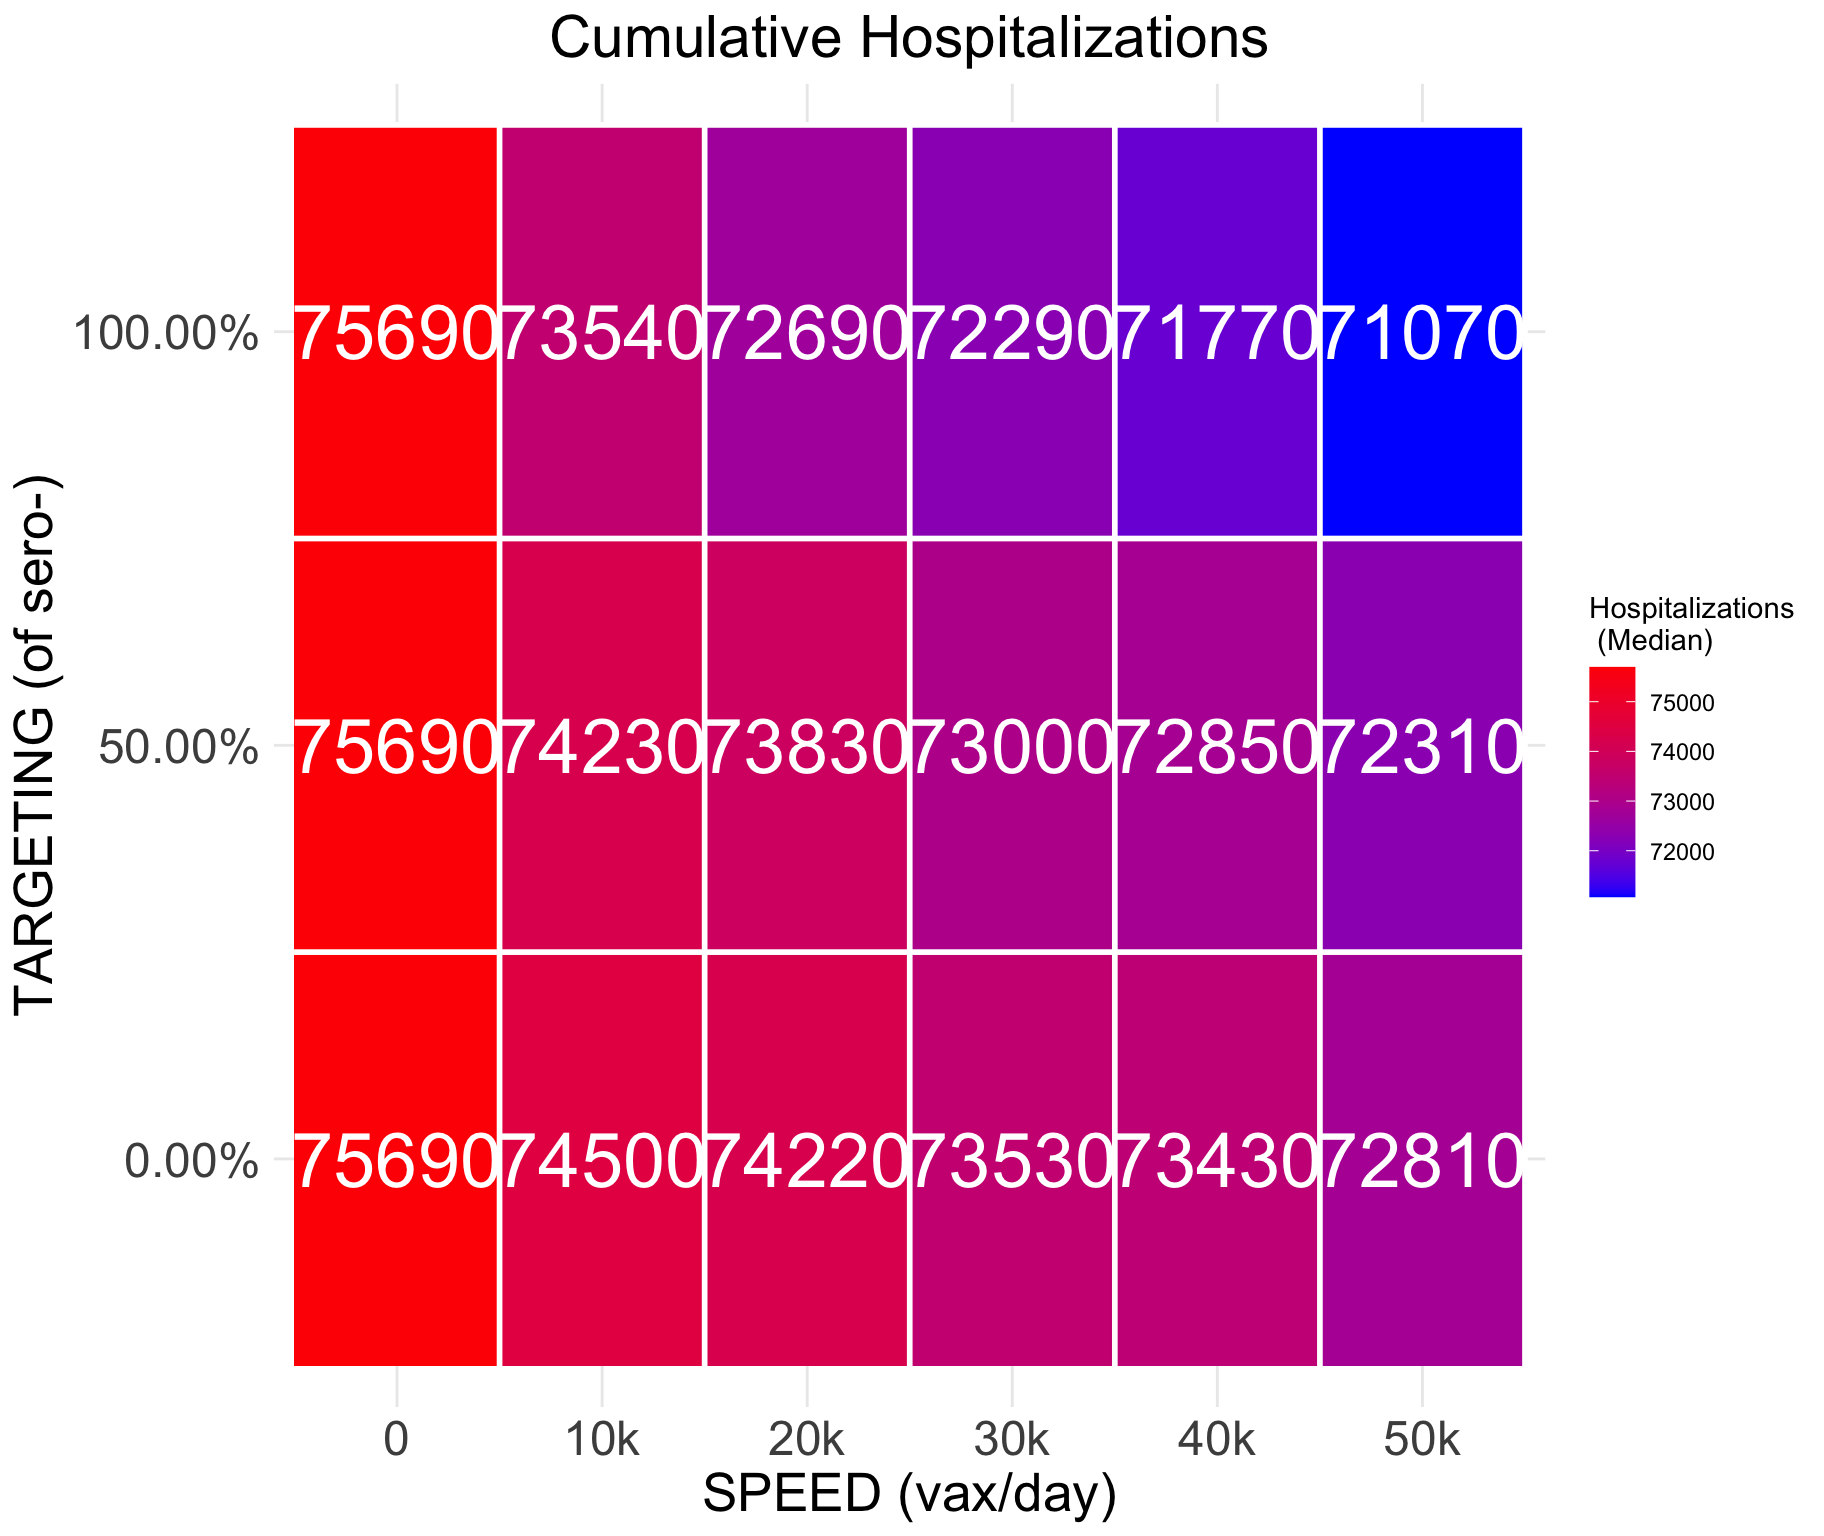 Cumulative Hospitalizations
TARGETING (of sero-)
100.00%
75690 73540 72690 72290 71770 71070
50.00%
75690 74230 73830 73000 72850 72310
0.00%
75690 74500 74220 73530 73430 72810
0 10k 20k 30k 40k 50k
SPEED (vax/day)
Hospitalizations
(Median)
75000
74000
73000
72000